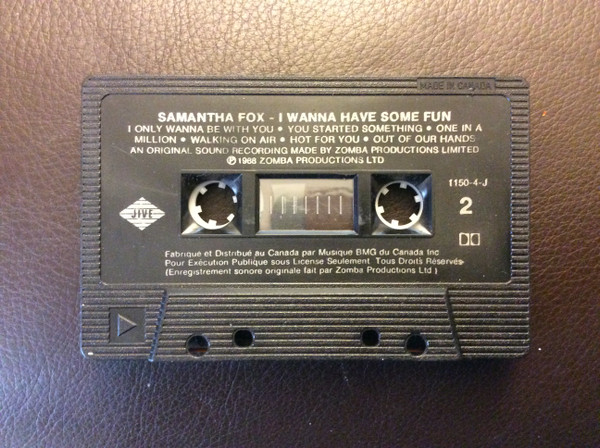 MADE IN CANADA
SAMANTHA FOX - I WANNA HAVE SOME FUN
I ONLY WANNA BE WITH YOU • YOU STARTED SOMETHING • ONE IN A
MILLION • WALKING ON AIR • HOT FOR YOU • OUT OF OUR HANDS
AN ORIGINAL SOUND RECORDING MADE BY ZOMBA PRODUCTIONS LIMITED
℗ 1988 ZOMBA PRODUCTIONS LTD
1150-4-J
JIVE
2
Fabriqué et Distribué au Canada par Musique BMG du Canada Inc
Pour Exécution Publique sous License Seulement. Tous Droits Réservés
(Enregistrement sonore originale fait par Zomba Productions Ltd )